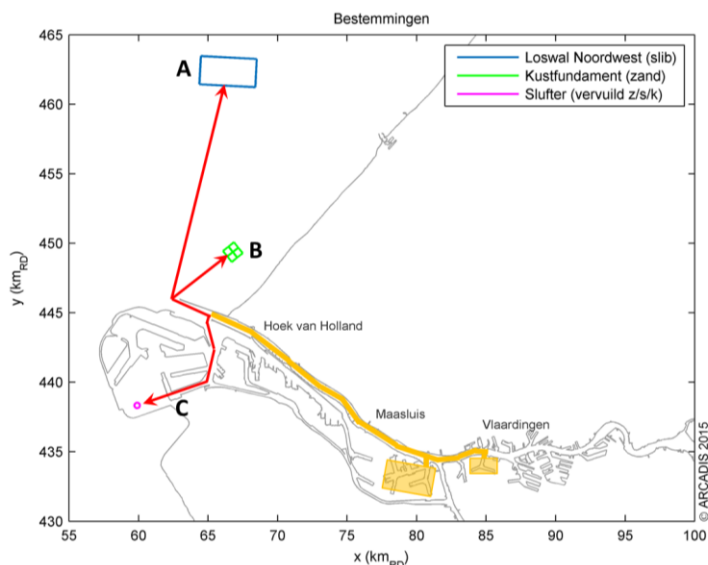 Bestemmingen
465
460
455
450
445
440
435
430
y (km_RD)
A
B
C
Loswal Noordwest (slib)
Kustfundament (zand)
Slufter (vervuild z/s/k)
Hoek van Holland
Maasluis
Vlaardingen
55 60 65 70 75 80 85 90 95 100
x (km_RD)
© ARCADIS 2015